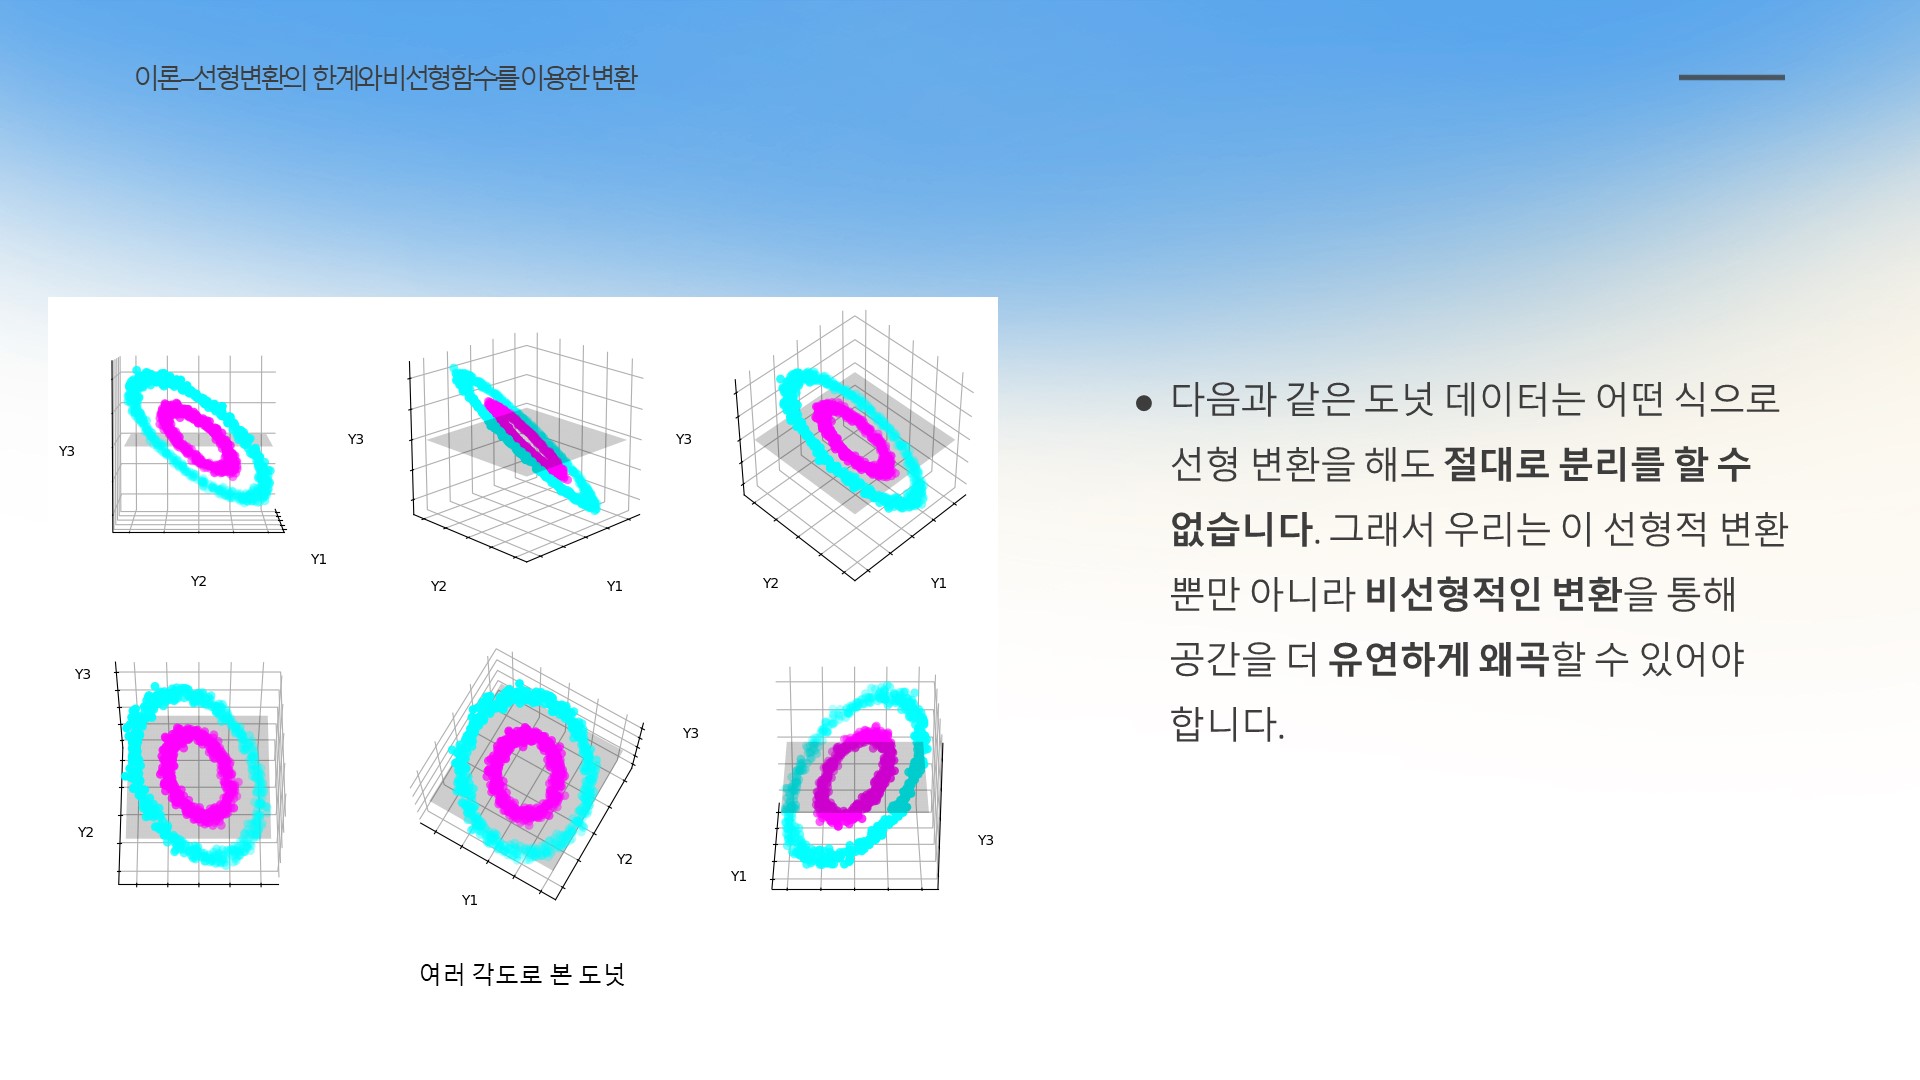 이론–선형변환의 한계와 비선형함수를 이용한 변환
Y3
Y2
Y1
Y3
Y2
Y1
Y3
Y2
Y1
Y3
Y2
Y1
Y2
Y3
Y1
Y3
여러 각도로 본 도넛
● 다음과 같은 도넛 데이터는 어떤 식으로
선형 변환을 해도 절대로 분리를 할 수
없습니다. 그래서 우리는 이 선형적 변환
뿐만 아니라 비선형적인 변환을 통해
공간을 더 유연하게 왜곡할 수 있어야
합니다.